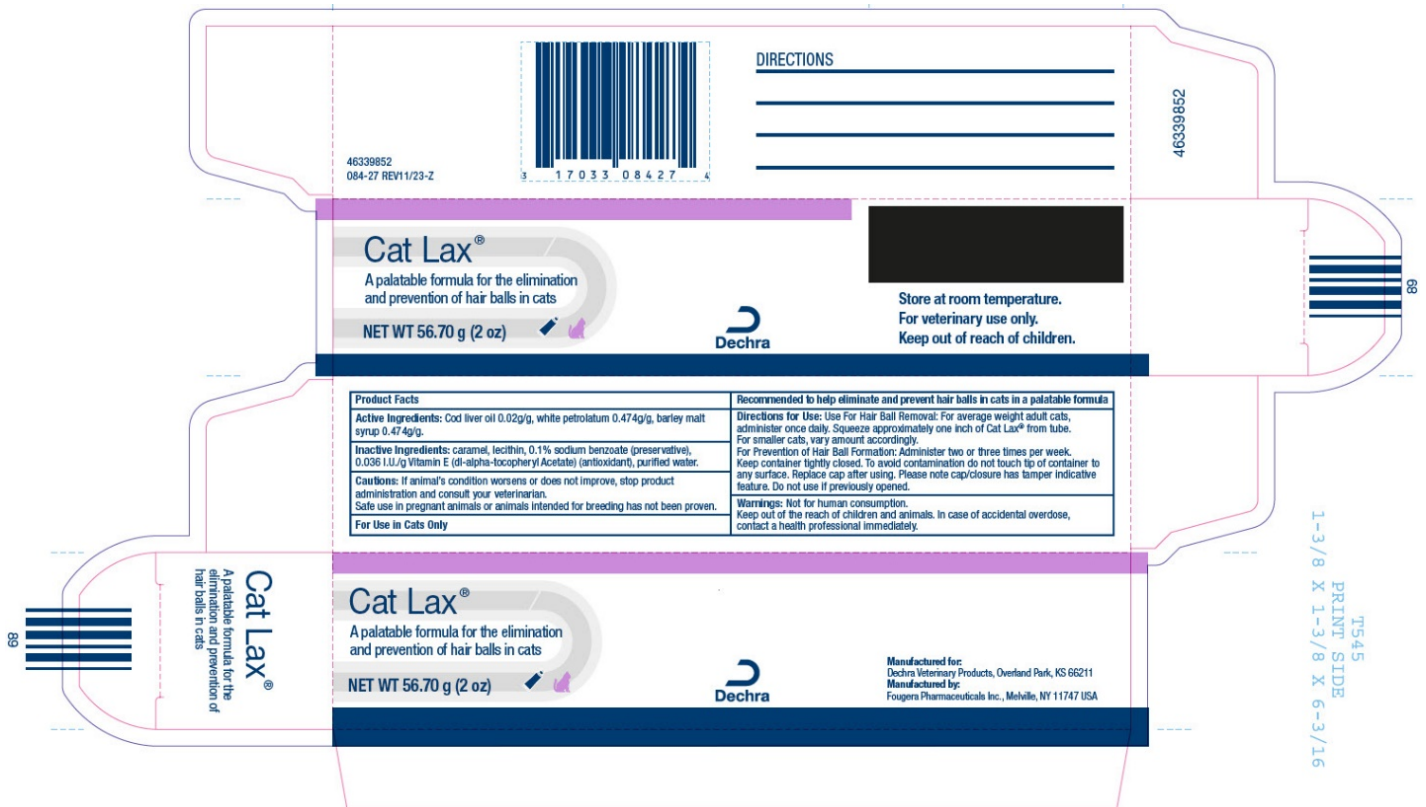 DIRECTIONS
46339852
084-27 REV11/23-Z
3 17033 08427 4
46339852
Cat Lax®
A palatable formula for the elimination
and prevention of hair balls in cats
NET WT 56.70 g (2 oz)
Dechra
Store at room temperature.
For veterinary use only.
Keep out of reach of children.
89
Product Facts
Active Ingredients: Cod liver oil 0.02g/g, white petrolatum 0.474g/g, barley malt
syrup 0.474g/g.
Inactive Ingredients: caramel, lecithin, 0.1% sodium benzoate (preservative),
0.036 I.U./g Vitamin E (dl-alpha-tocopheryl Acetate) (antioxidant), purified water.
Cautions: If animal's condition worsens or does not improve, stop product
administration and consult your veterinarian.
Safe use in pregnant animals or animals intended for breeding has not been proven.
For Use in Cats Only
Recommended to help eliminate and prevent hair balls in cats in a palatable formula
Directions for Use: Use For Hair Ball Removal: For average weight adult cats,
administer once daily. Squeeze approximately one inch of Cat Lax® from tube.
For smaller cats, vary amount accordingly.
For Prevention of Hair Ball Formation: Administer two or three times per week.
Keep container tightly closed. To avoid contamination do not touch tip of container to
any surface. Replace cap after using. Please note cap/closure has tamper indicative
feature. Do not use if previously opened.
Warnings: Not for human consumption.
Keep out of the reach of children and animals. In case of accidental overdose,
contact a health professional immediately.
T545
PRINT SIDE
1-3/8 X 1-3/8 X 6-3/16
Cat Lax®
A palatable formula for the
elimination and prevention of
hair balls in cats
89
Cat Lax®
A palatable formula for the elimination
and prevention of hair balls in cats
NET WT 56.70 g (2 oz)
Dechra
Manufactured for:
Dechra Veterinary Products, Overland Park, KS 66211
Manufactured by:
Fougera Pharmaceuticals Inc., Melville, NY 11747 USA